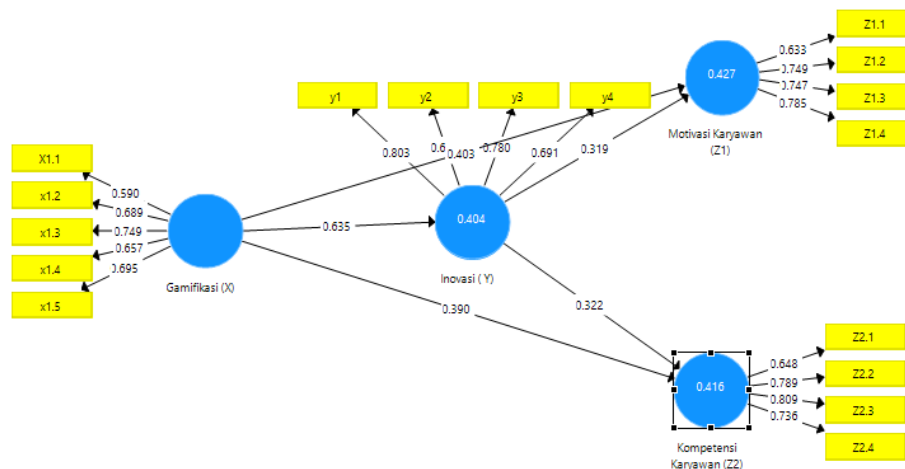 Z1.1
0.633
Z1.2
0.427
0.749
0.747
Z1.3
0.785
Z1.4
Motivasi Karyawan
(Z1)
y1
y2
y3
y4
0.803
0.403
0.780
0.691
0.319
X1.1
x1.2
x1.3
x1.4
x1.5
0.590
0.689
0.749
0.657
0.695
Gamifikasi (X)
0.635
0.404
Inovasi ( Y)
0.390
0.322
Z2.1
0.648
Z2.2
0.789
0.416
0.809
Z2.3
0.736
Z2.4
Kompetensi
Karyawan (Z2)